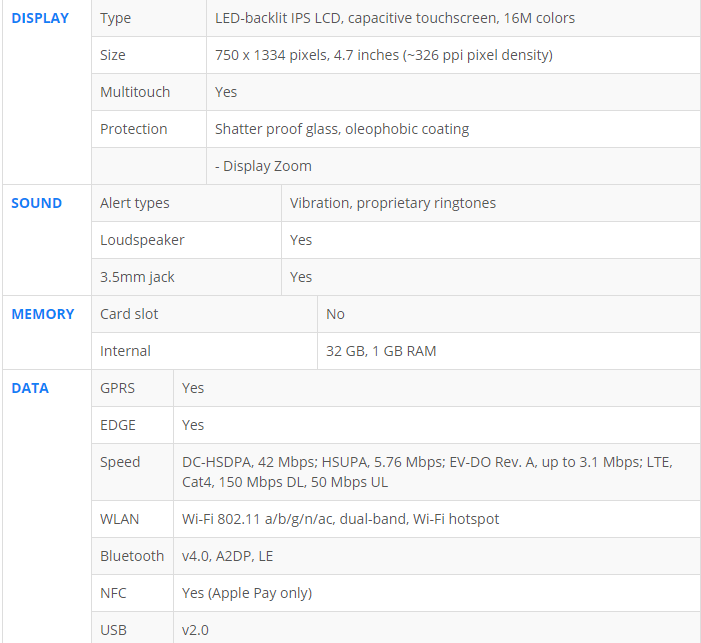 DISPLAY Type LED-backlit IPS LCD, capacitive touchscreen, 16M colors
Size 750 x 1334 pixels, 4.7 inches (~326 ppi pixel density)
Multitouch Yes
Protection Shatter proof glass, oleophobic coating
- Display Zoom
SOUND Alert types Vibration, proprietary ringtones
Loudspeaker Yes
3.5mm jack Yes
MEMORY Card slot No
Internal 32 GB, 1 GB RAM
DATA GPRS Yes
EDGE Yes
Speed DC-HSDPA, 42 Mbps; HSUPA, 5.76 Mbps; EV-DO Rev. A, up to 3.1 Mbps; LTE,
Cat4, 150 Mbps DL, 50 Mbps UL
WLAN Wi-Fi 802.11 a/b/g/n/ac, dual-band, Wi-Fi hotspot
Bluetooth v4.0, A2DP, LE
NFC Yes (Apple Pay only)
USB v2.0